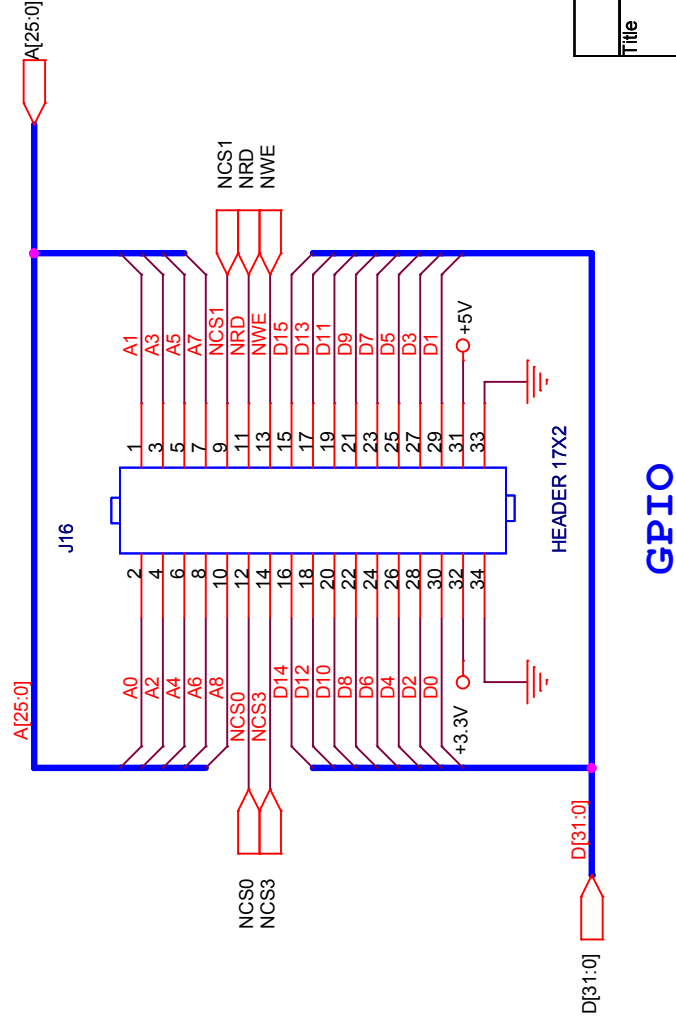 A[25:0] A[25:0]
J16
A0 2 1 A1
A2 4 3 A3
A4 6 5 A5
A6 8 7 A7
A8 10 9 NCS1 NCS1
NCS0 NCS0 12 11 NRD NRD
NCS3 NCS3 14 13 NWE NWE
D14 16 15 D15
D12 18 17 D13
D10 20 19 D11
D8 22 21 D9
D6 24 23 D7
D4 26 25 D5
D2 28 27 D3
D0 30 29 D1
+3.3V 32 31 +5V
34 33
HEADER 17X2
D[31:0] D[31:0]
GPIO
Title